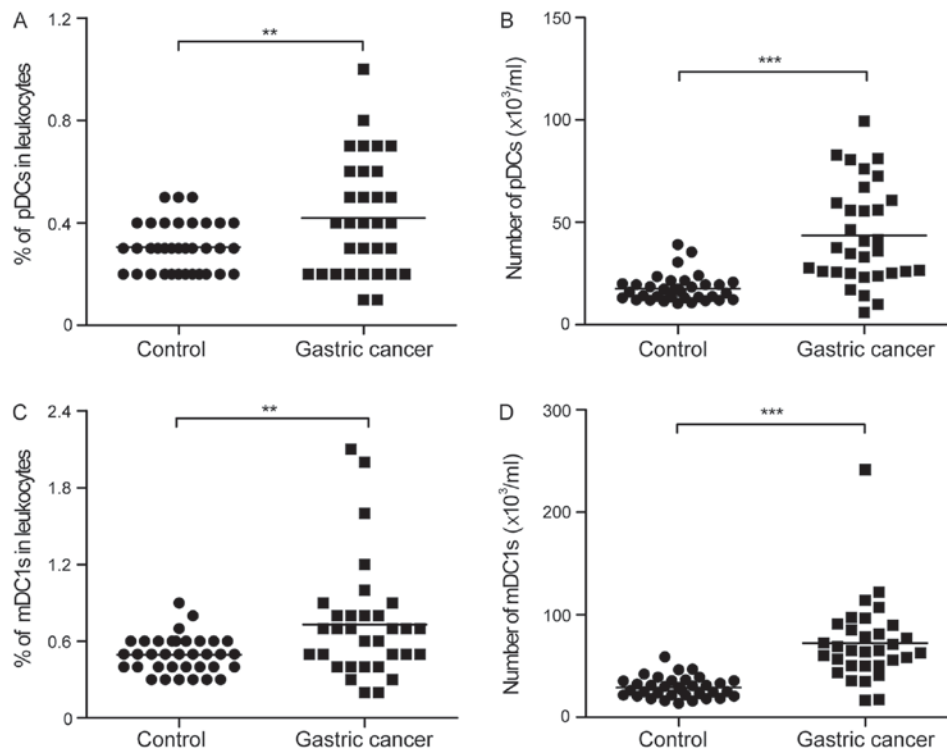 A
% of pDCs in leukocytes
1.2
0.8
0.4
0
**
Control
Gastric cancer
B
Number of pDCs (x10³/ml)
150
100
50
0
***
Control
Gastric cancer
C
% of mDC1s in leukocytes
2.4
1.8
1.2
0.6
0
**
Control
Gastric cancer
D
Number of mDC1s (x10³/ml)
300
200
100
0
***
Control
Gastric cancer